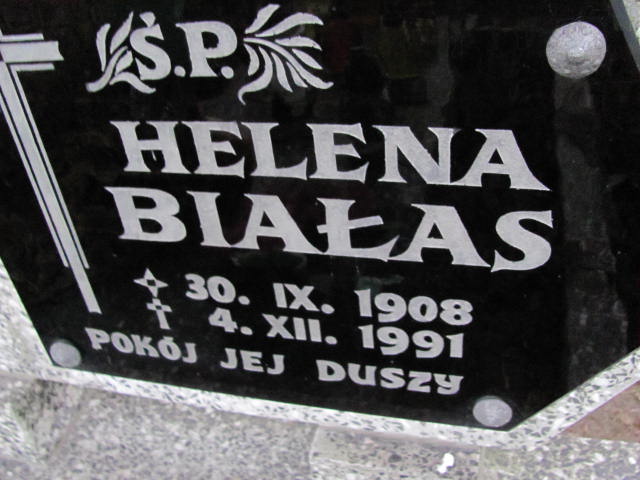 Ś.P.
HELENA
BIAŁAS
30. IX. 1908
4. XII. 1991
POKÓJ JEJ DUSZY